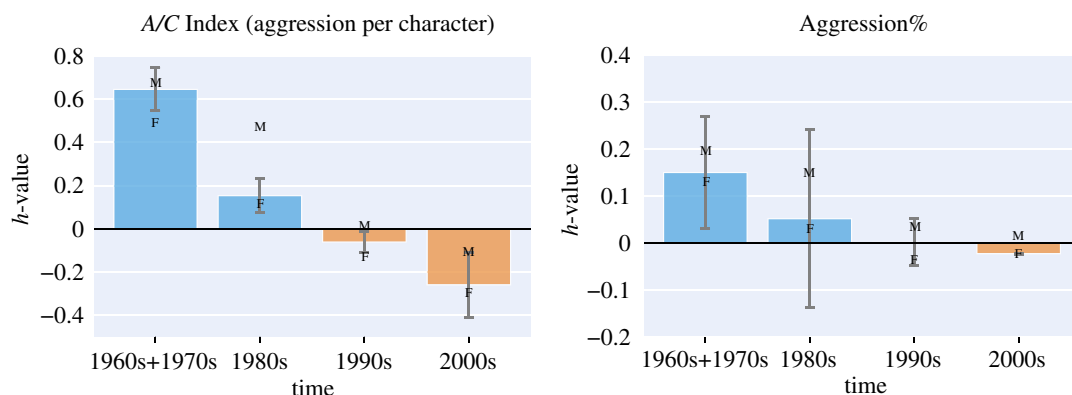 A/C Index (aggression per character)
0.8
0.6
0.4
0.2
0
−0.2
−0.4
h-value
M
F
M
F
M
F
M
F
1960s+1970s 1980s 1990s 2000s
time
Aggression%
0.4
0.3
0.2
0.1
0
−0.1
−0.2
h-value
M
F
M
F
M
F
M
F
1960s+1970s 1980s 1990s 2000s
time